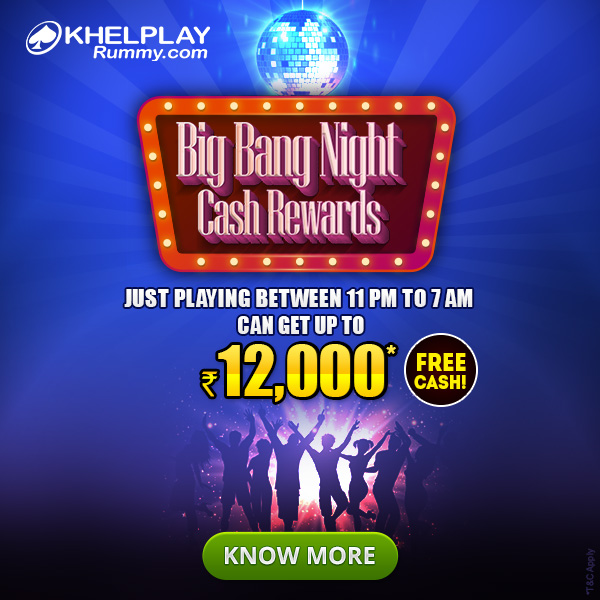 KHELPLAY
Rummy.com
Big Bang Night
Cash Rewards
JUST PLAYING BETWEEN 11 PM TO 7 AM
CAN GET UP TO
₹12,000*
FREE
CASH!
KNOW MORE
*T&C Apply